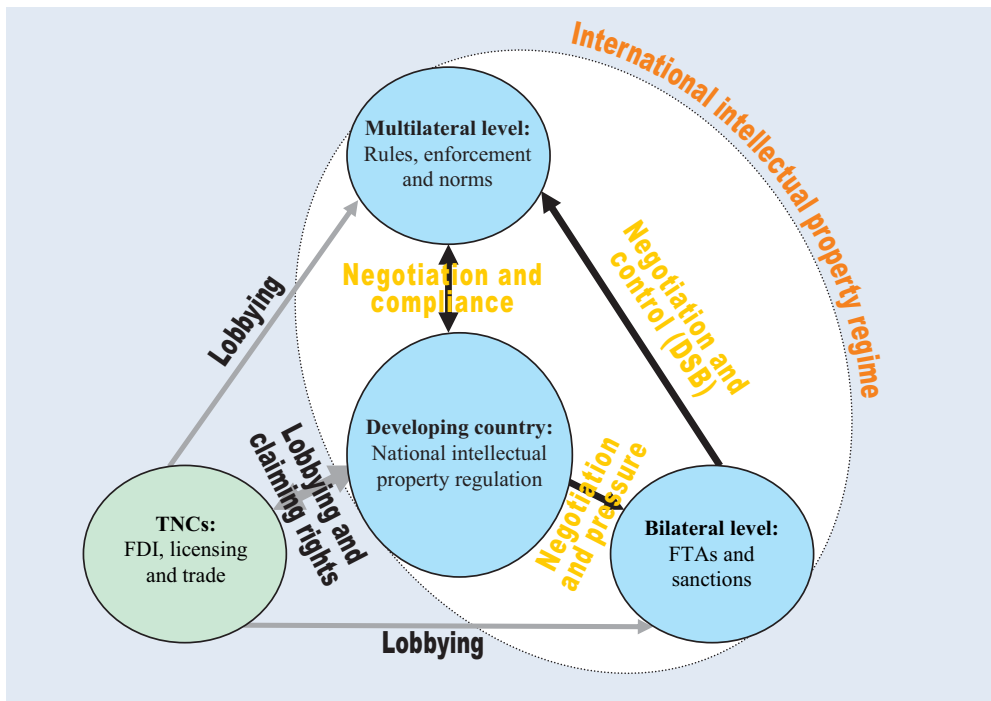 International intellectual property regime
Multilateral level:
Rules, enforcement
and norms
Lobbying
Negotiation and
compliance
Negotiation and
control (DSB)
Developing country:
National intellectual
property regulation
Lobbying and
claiming rights
Negotiation
and pressure
TNCs:
FDI, licensing
and trade
Bilateral level:
FTAs and
sanctions
Lobbying